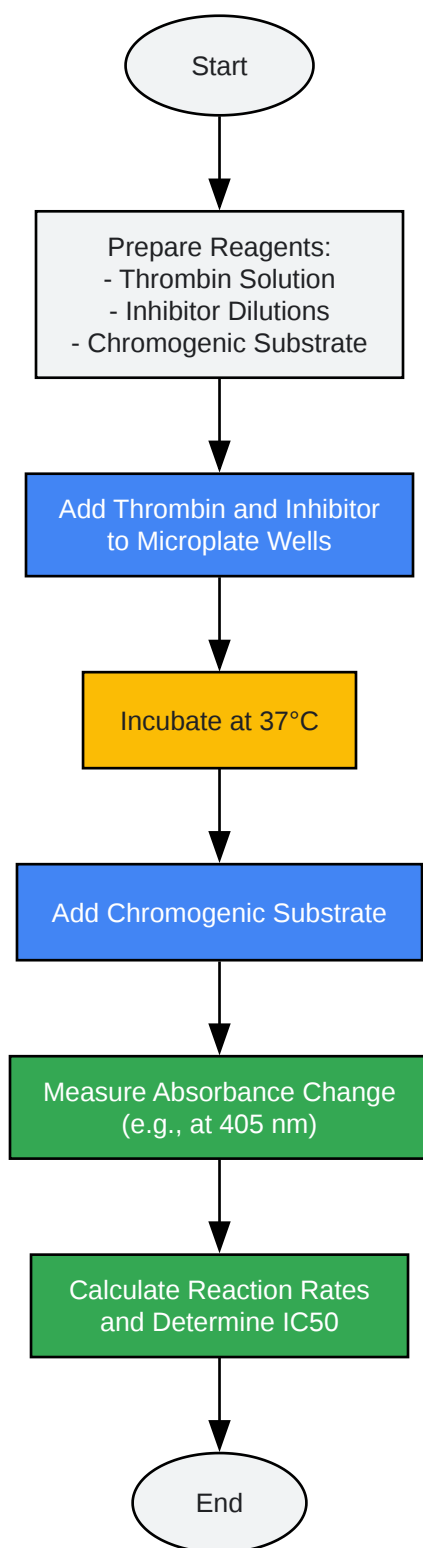 Start
Prepare Reagents:
- Thrombin Solution
- Inhibitor Dilutions
- Chromogenic Substrate
Add Thrombin and Inhibitor
to Microplate Wells
Incubate at 37°C
Add Chromogenic Substrate
Measure Absorbance Change
(e.g., at 405 nm)
Calculate Reaction Rates
and Determine IC50
End